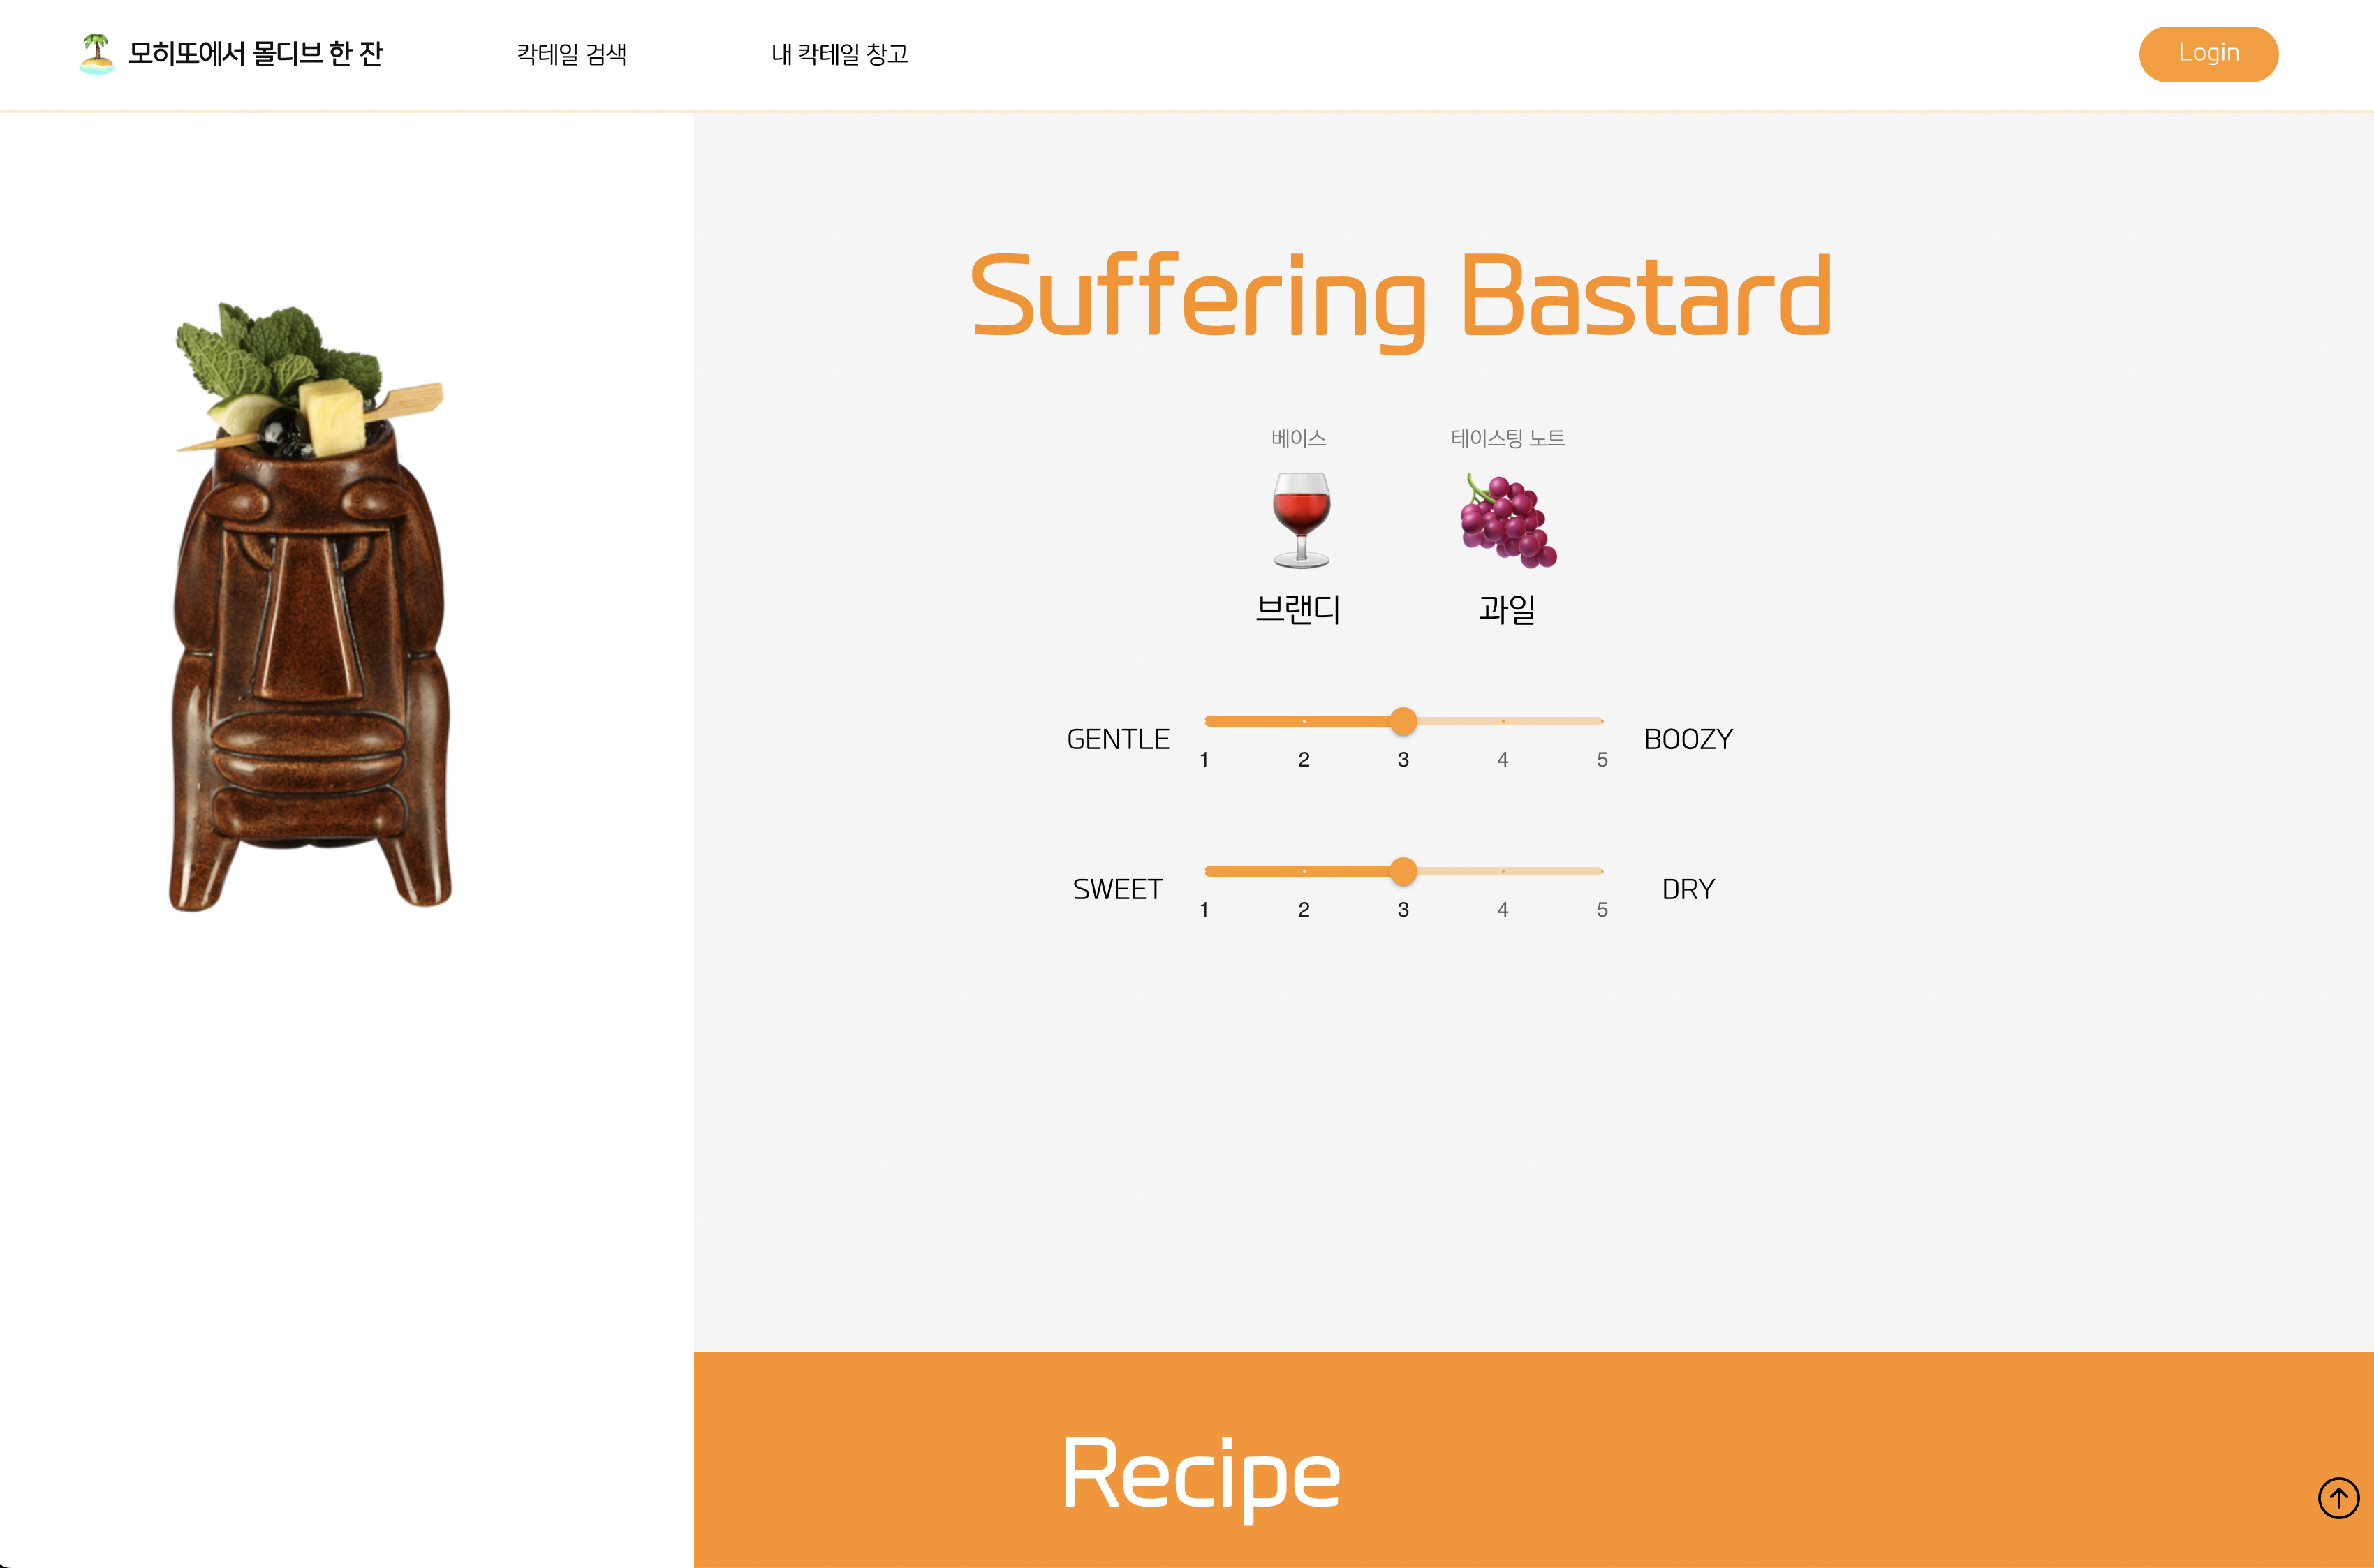 모히또에서 몰디브 한 잔
칵테일 검색
내 칵테일 창고
Login
Suffering Bastard
베이스
테이스팅 노트
브랜디
과일
GENTLE
1 2 3 4 5
BOOZY
SWEET
1 2 3 4 5
DRY
Recipe